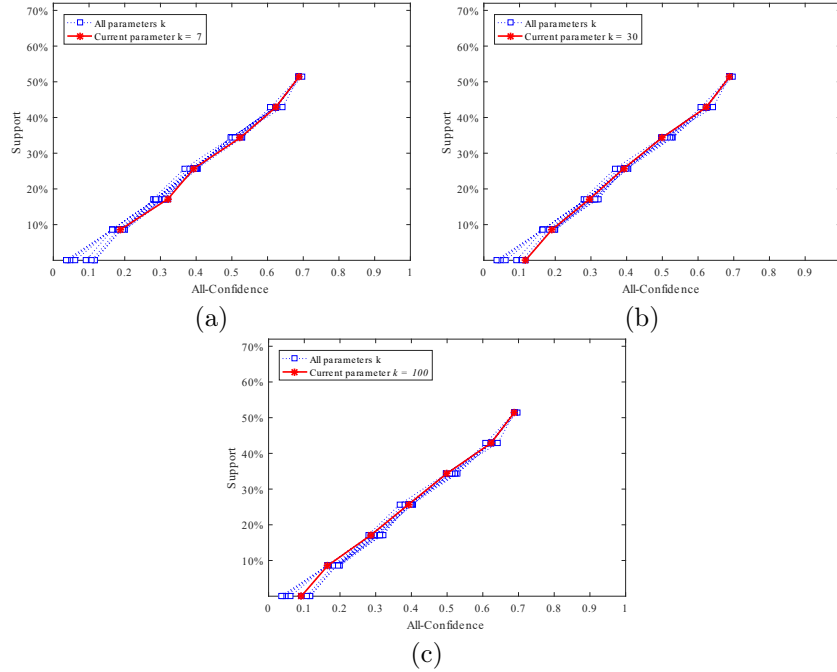 70%
60%
50%
40%
30%
20%
10%
Support
All parameters k
Current parameter k = 7
0 0.1 0.2 0.3 0.4 0.5 0.6 0.7 0.8 0.9 1
All-Confidence
(a)
70%
60%
50%
40%
30%
20%
10%
Support
All parameters k
Current parameter k = 30
0 0.1 0.2 0.3 0.4 0.5 0.6 0.7 0.8 0.9
All-Confidence
(b)
70%
60%
50%
40%
30%
20%
10%
Support
All parameters k
Current parameter k = 100
0 0.1 0.2 0.3 0.4 0.5 0.6 0.7 0.8 0.9 1
All-Confidence
(c)